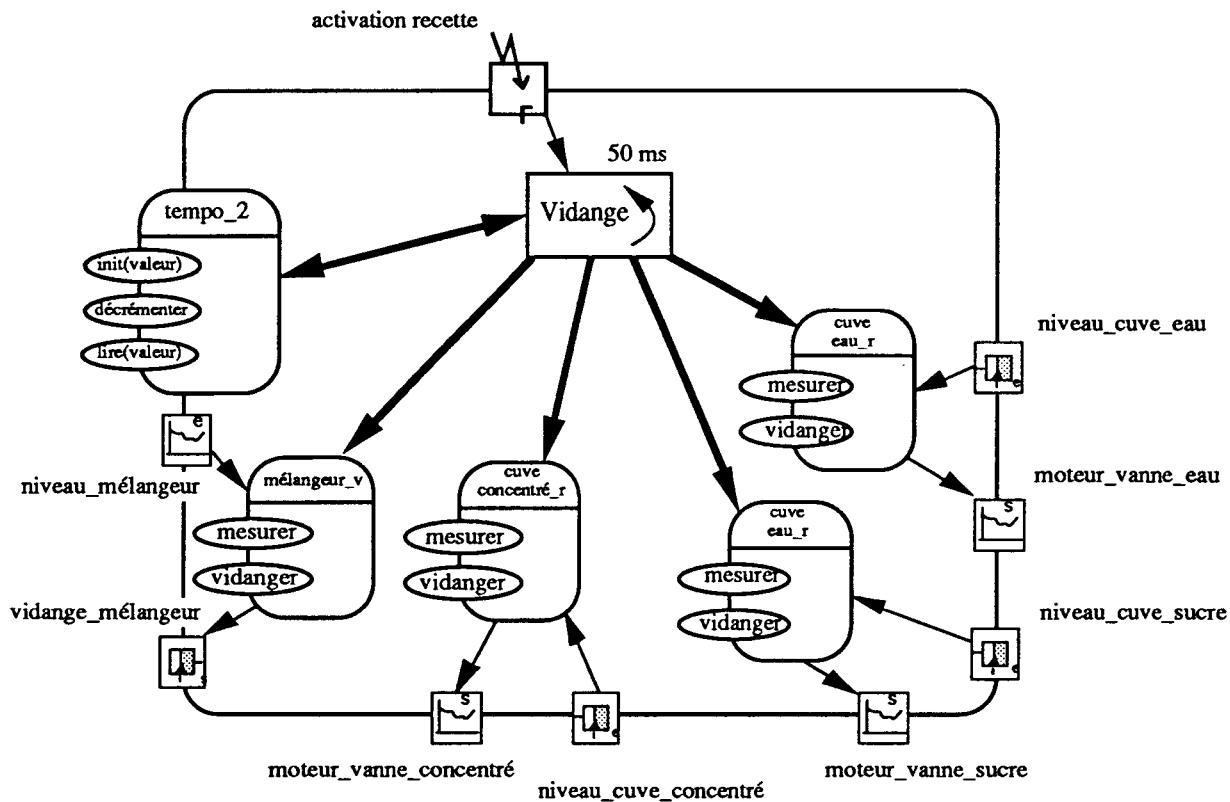 activation recette
50 ms
Vidange
tempo_2
init(valeur)
décrémenter
lire(valeur)
cuve
eau_r
mesurer
vidanger
niveau_cuve_eau
e
e
niveau_mélangeur
mélangeur_v
mesurer
vidanger
cuve
concentré_r
mesurer
vidanger
cuve
eau_r
mesurer
vidanger
moteur_vanne_eau
s
vidange_mélangeur
s
niveau_cuve_sucre
e
s
e
s
moteur_vanne_concentré
niveau_cuve_concentré
moteur_vanne_sucre